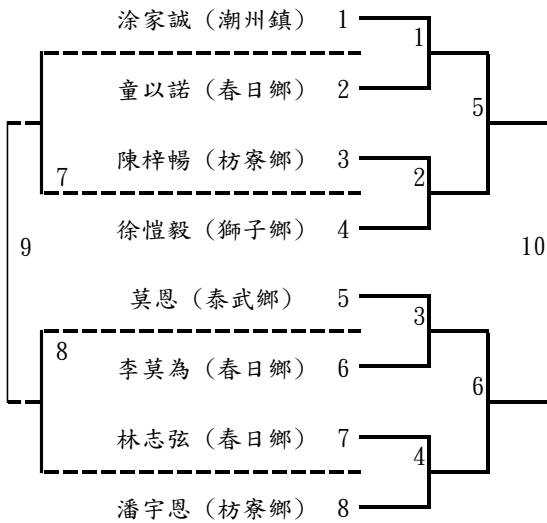 涂家誠（潮州鎮） 1
1
童以諾（春日鄉） 2
5
陳梓暢（枋寮鄉） 3
7
2
徐愷毅（獅子鄉） 4
9
10
莫恩（泰武鄉） 5
3
8
李莫為（春日鄉） 6
6
林志弦（春日鄉） 7
4
潘宇恩（枋寮鄉） 8